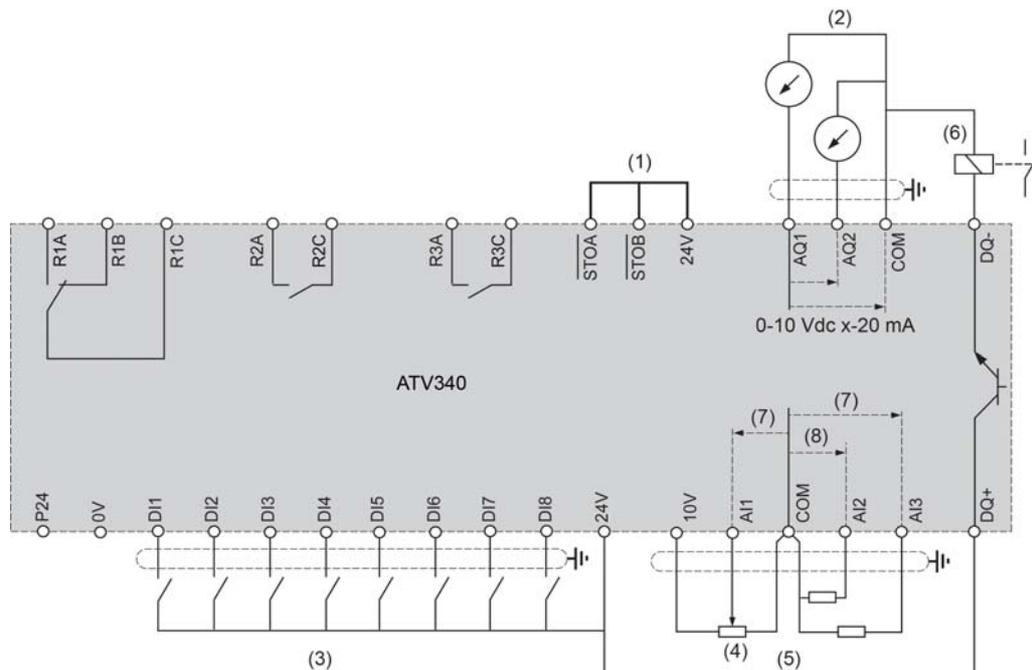 (2)
(6)
(1)
R1A
R1B
R1C
R2A
R2C
R3A
R3C
STOA
STOB
24V
AQ1
AQ2
COM
DQ-
0-10 Vdc x-20 mA
ATV340
(7)
(7)
(8)
P24
0V
DI1
DI2
DI3
DI4
DI5
DI6
DI7
DI8
24V
10V
AI1
COM
AI2
AI3
DQ+
(3)
(4)
(5)